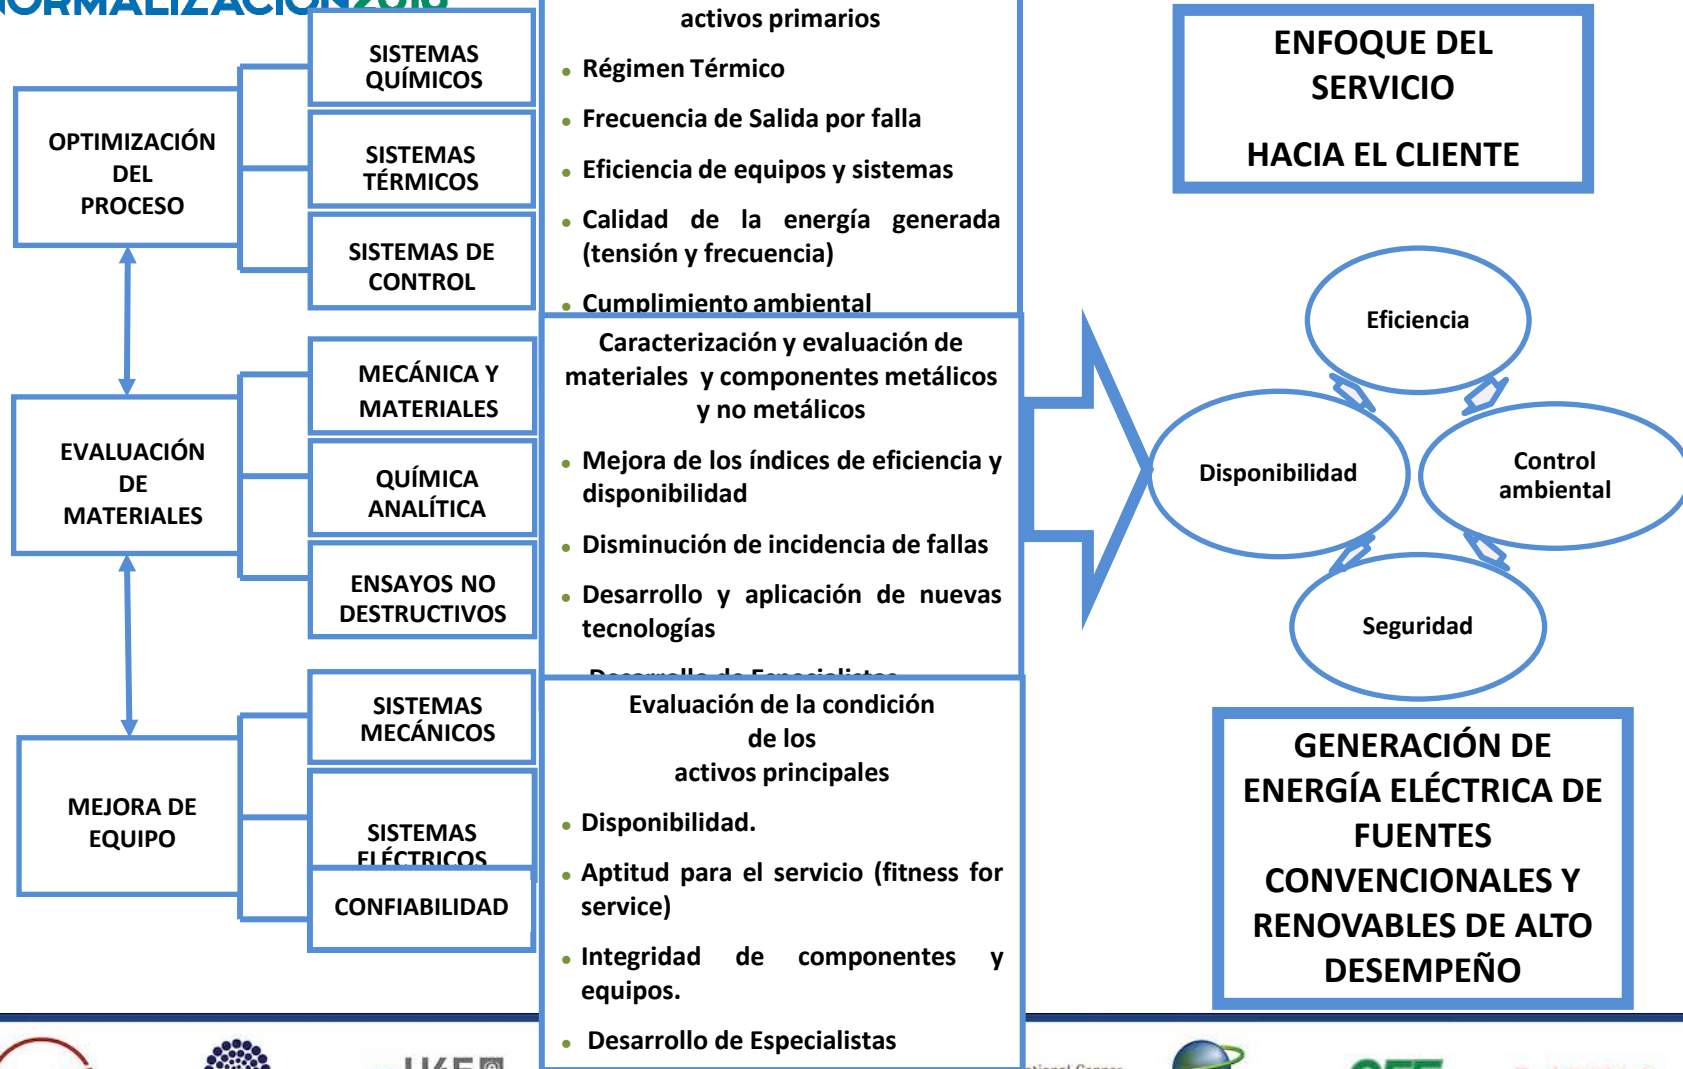 NORMALIZACIÓN2016
OPTIMIZACIÓN
DEL
PROCESO
SISTEMAS
QUÍMICOS
SISTEMAS
TÉRMICOS
SISTEMAS DE
CONTROL
activos primarios
• Régimen Térmico
• Frecuencia de Salida por falla
• Eficiencia de equipos y sistemas
• Calidad de la energía generada
(tensión y frecuencia)
• Cumplimiento ambiental
EVALUACIÓN
DE
MATERIALES
MECÁNICA Y
MATERIALES
QUÍMICA
ANALÍTICA
ENSAYOS NO
DESTRUCTIVOS
Caracterización y evaluación de
materiales y componentes metálicos
y no metálicos
• Mejora de los índices de eficiencia y
disponibilidad
• Disminución de incidencia de fallas
• Desarrollo y aplicación de nuevas
tecnologías
Desarrollo de Especialistas
MEJORA DE
EQUIPO
SISTEMAS
MECÁNICOS
SISTEMAS
ELÉCTRICOS
CONFIABILIDAD
Evaluación de la condición
de los
activos principales
• Disponibilidad.
• Aptitud para el servicio (fitness for
service)
• Integridad de componentes y
equipos.
• Desarrollo de Especialistas
ENFOQUE DEL
SERVICIO
HACIA EL CLIENTE
Eficiencia
Disponibilidad
Control
ambiental
Seguridad
GENERACIÓN DE
ENERGÍA ELÉCTRICA DE
FUENTES
CONVENCIONALES Y
RENOVABLES DE ALTO
DESEMPEÑO